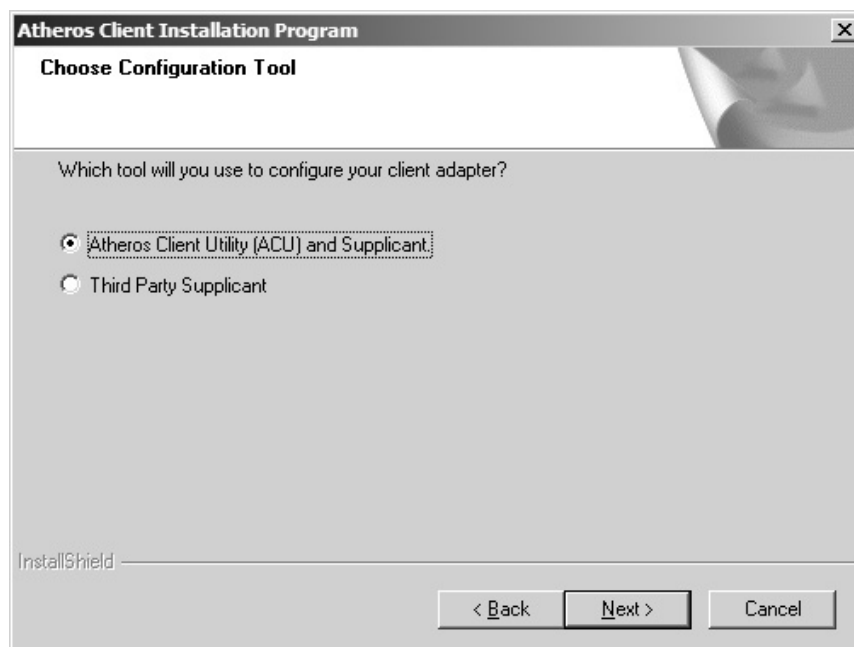 Atheros Client Installation Program
Choose Configuration Tool
Which tool will you use to configure your client adapter?
Atheros Client Utility (ACU) and Supplicant.
Third Party Supplicant
InstallShield
< Back Next > Cancel